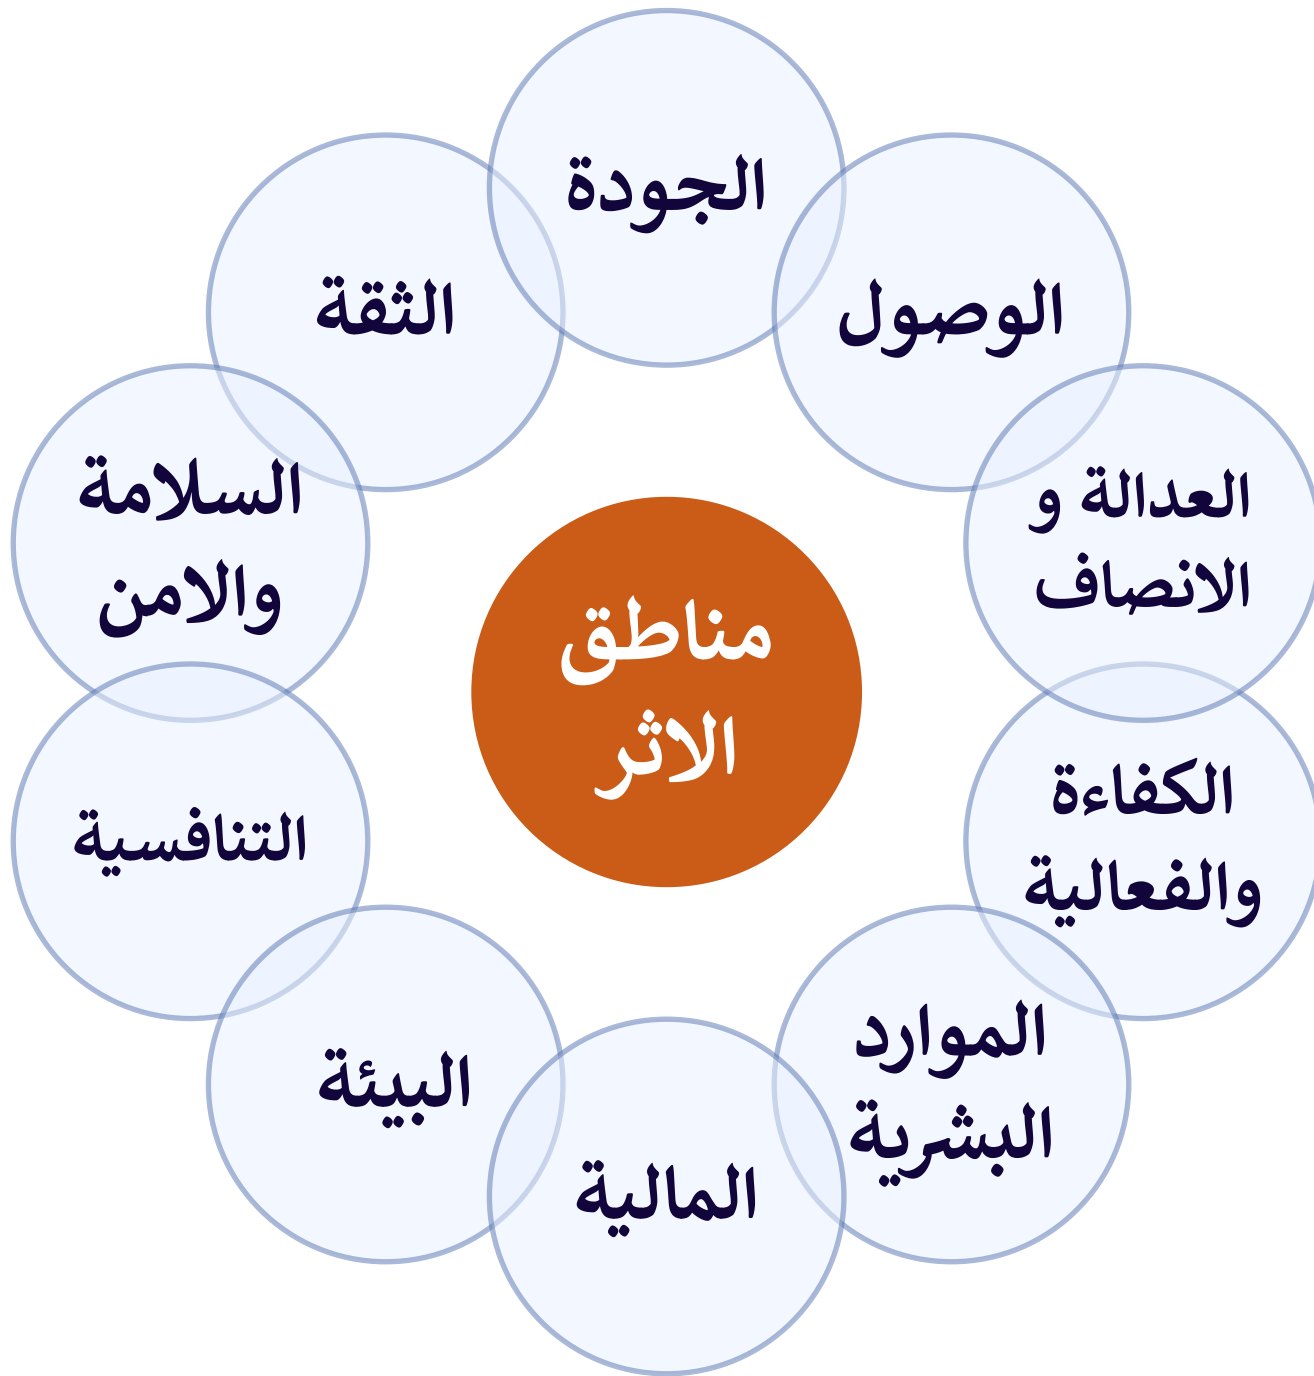 الجودة
الوصول
العدالة و
الانصاف
الكفاءة
والفعالية
الموارد
البشرية
المالية
البيئة
التنافسية
السلامة
والامن
الثقة
مناطق
الاثر